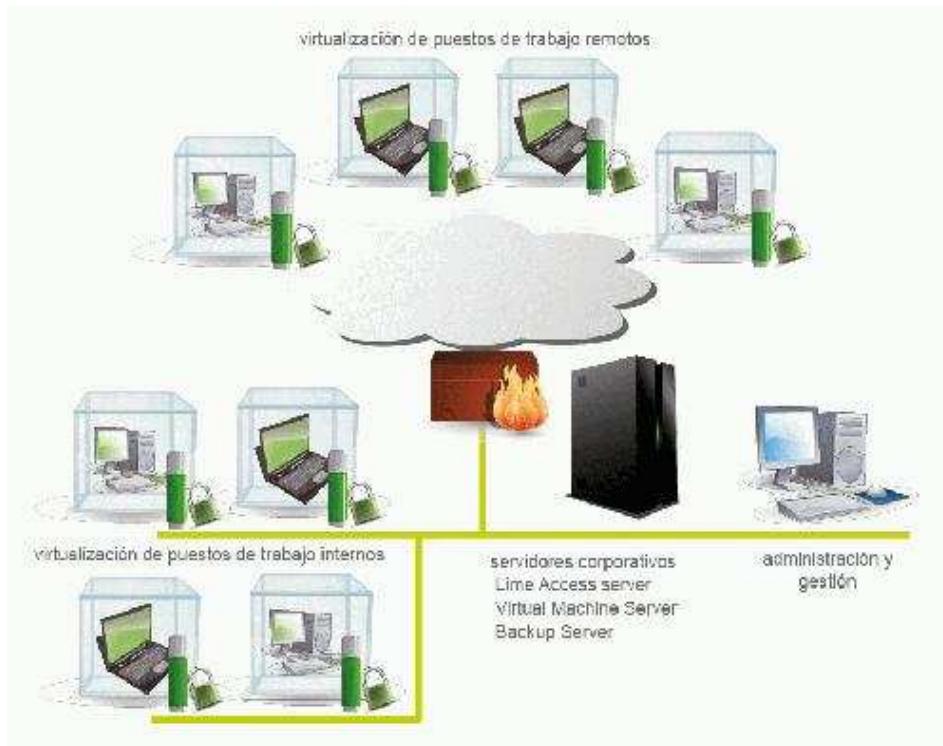 virtualización de puestos de trabajo remotos
virtualización de puestos de trabajo internos
servidores corporativos
Lime Access server
Virtual Machine Server
Backup Server
administración y
gestión